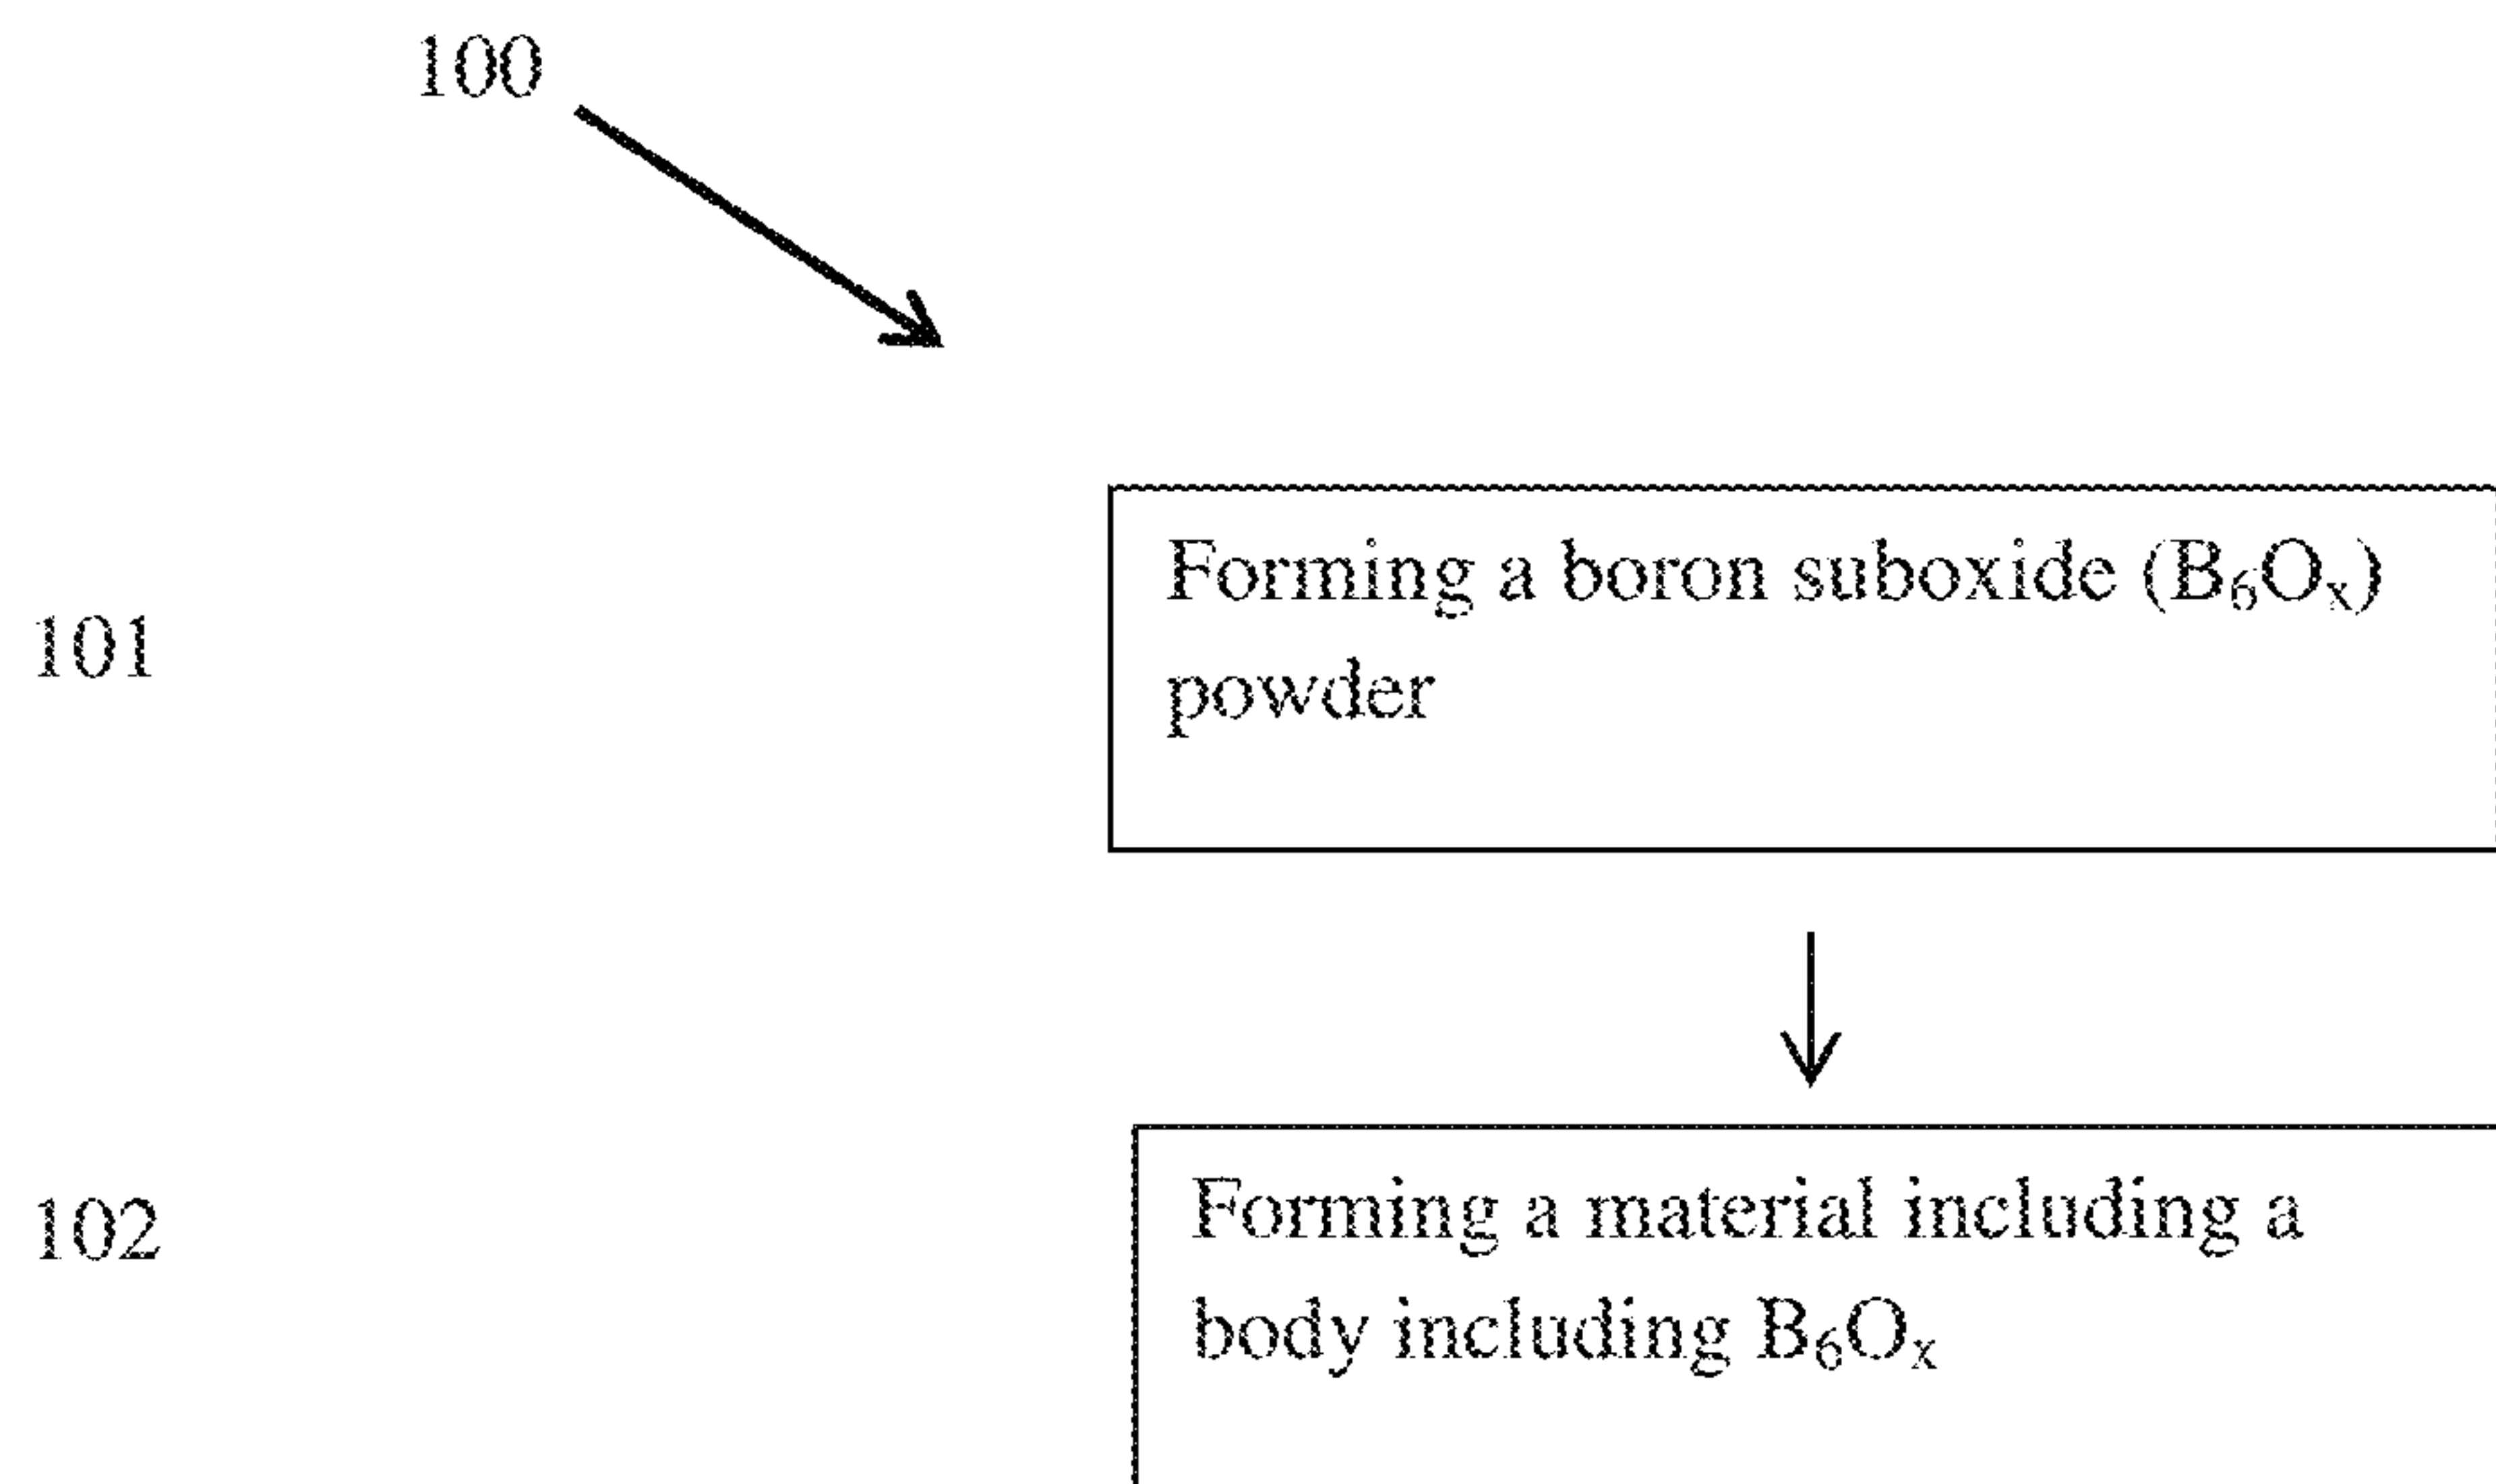 100
101
Forming a boron suboxide (B₆Oₓ)
powder
102
Forming a material including a
body including B₆Oₓ